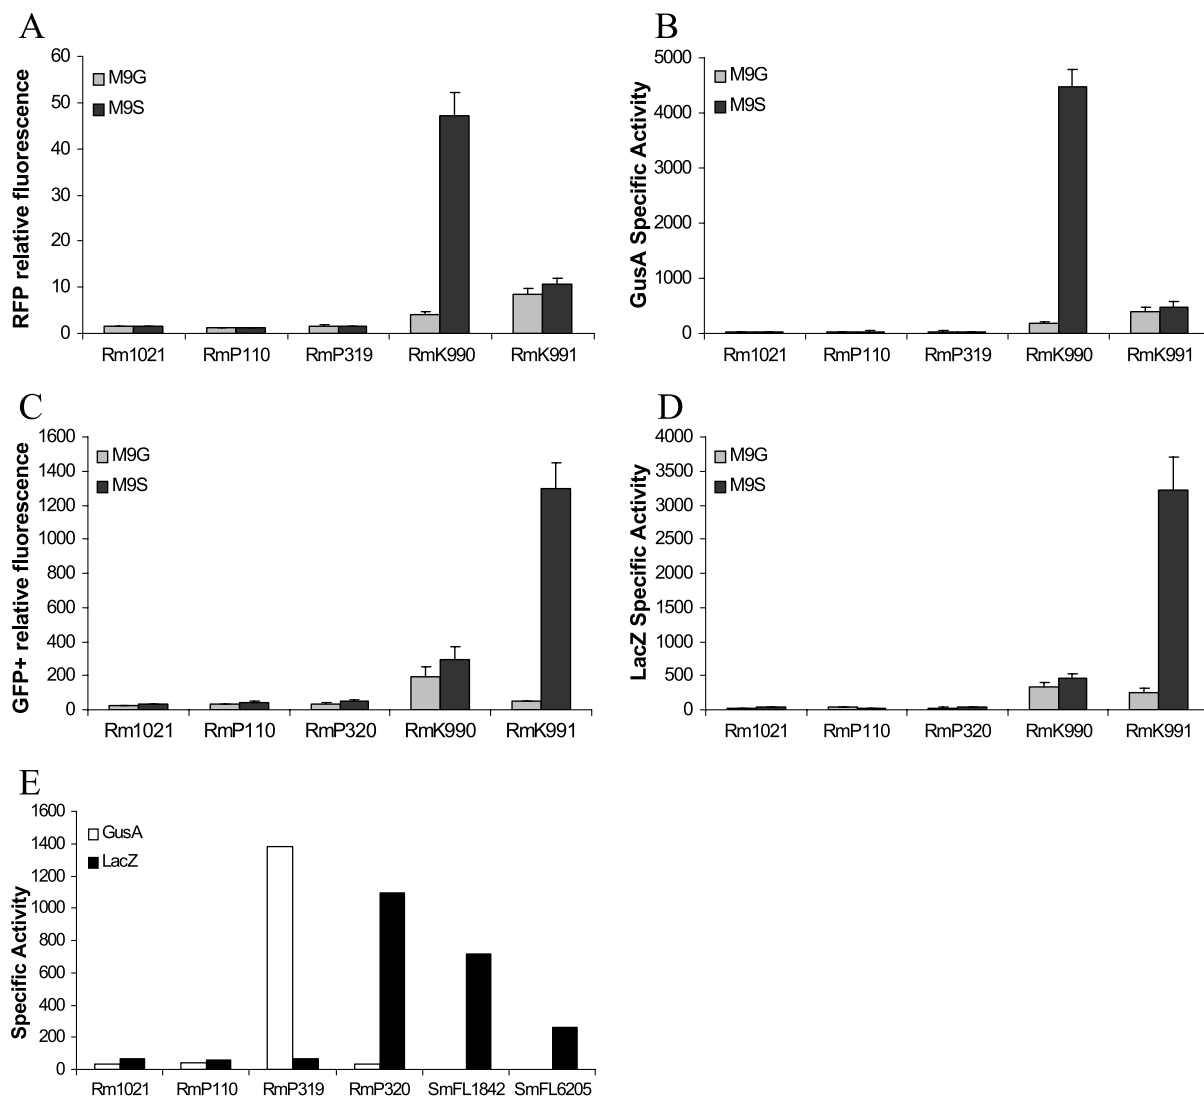 A
RFP relative fluorescence
60
50
40
30
20
10
0
M9G
M9S
Rm1021 RmP110 RmP319 RmK990 RmK991
B
GusA Specific Activity
5000
4000
3000
2000
1000
0
M9G
M9S
Rm1021 RmP110 RmP319 RmK990 RmK991
C
GFP+ relative fluorescence
1600
1400
1200
1000
800
600
400
200
0
M9G
M9S
Rm1021 RmP110 RmP320 RmK990 RmK991
D
LacZ Specific Activity
4000
3500
3000
2500
2000
1500
1000
500
0
M9G
M9S
Rm1021 RmP110 RmP320 RmK990 RmK991
E
Specific Activity
1600
1400
1200
1000
800
600
400
200
0
GusA
LacZ
Rm1021 RmP110 RmP319 RmP320 SmFL1842 SmFL6205